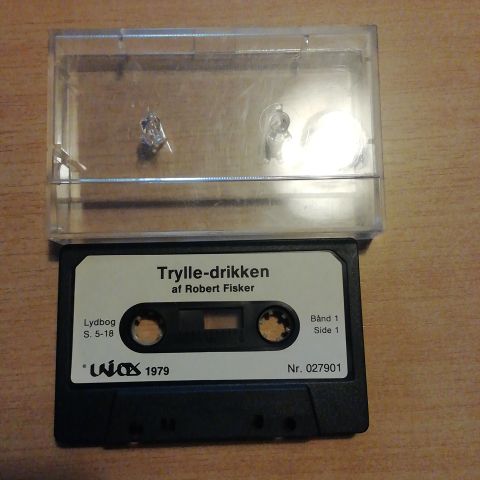 Trylle-drikken
af Robert Fisker
Lydbog
S. 5-18
Bånd 1
Side 1
1979
Nr. 027901